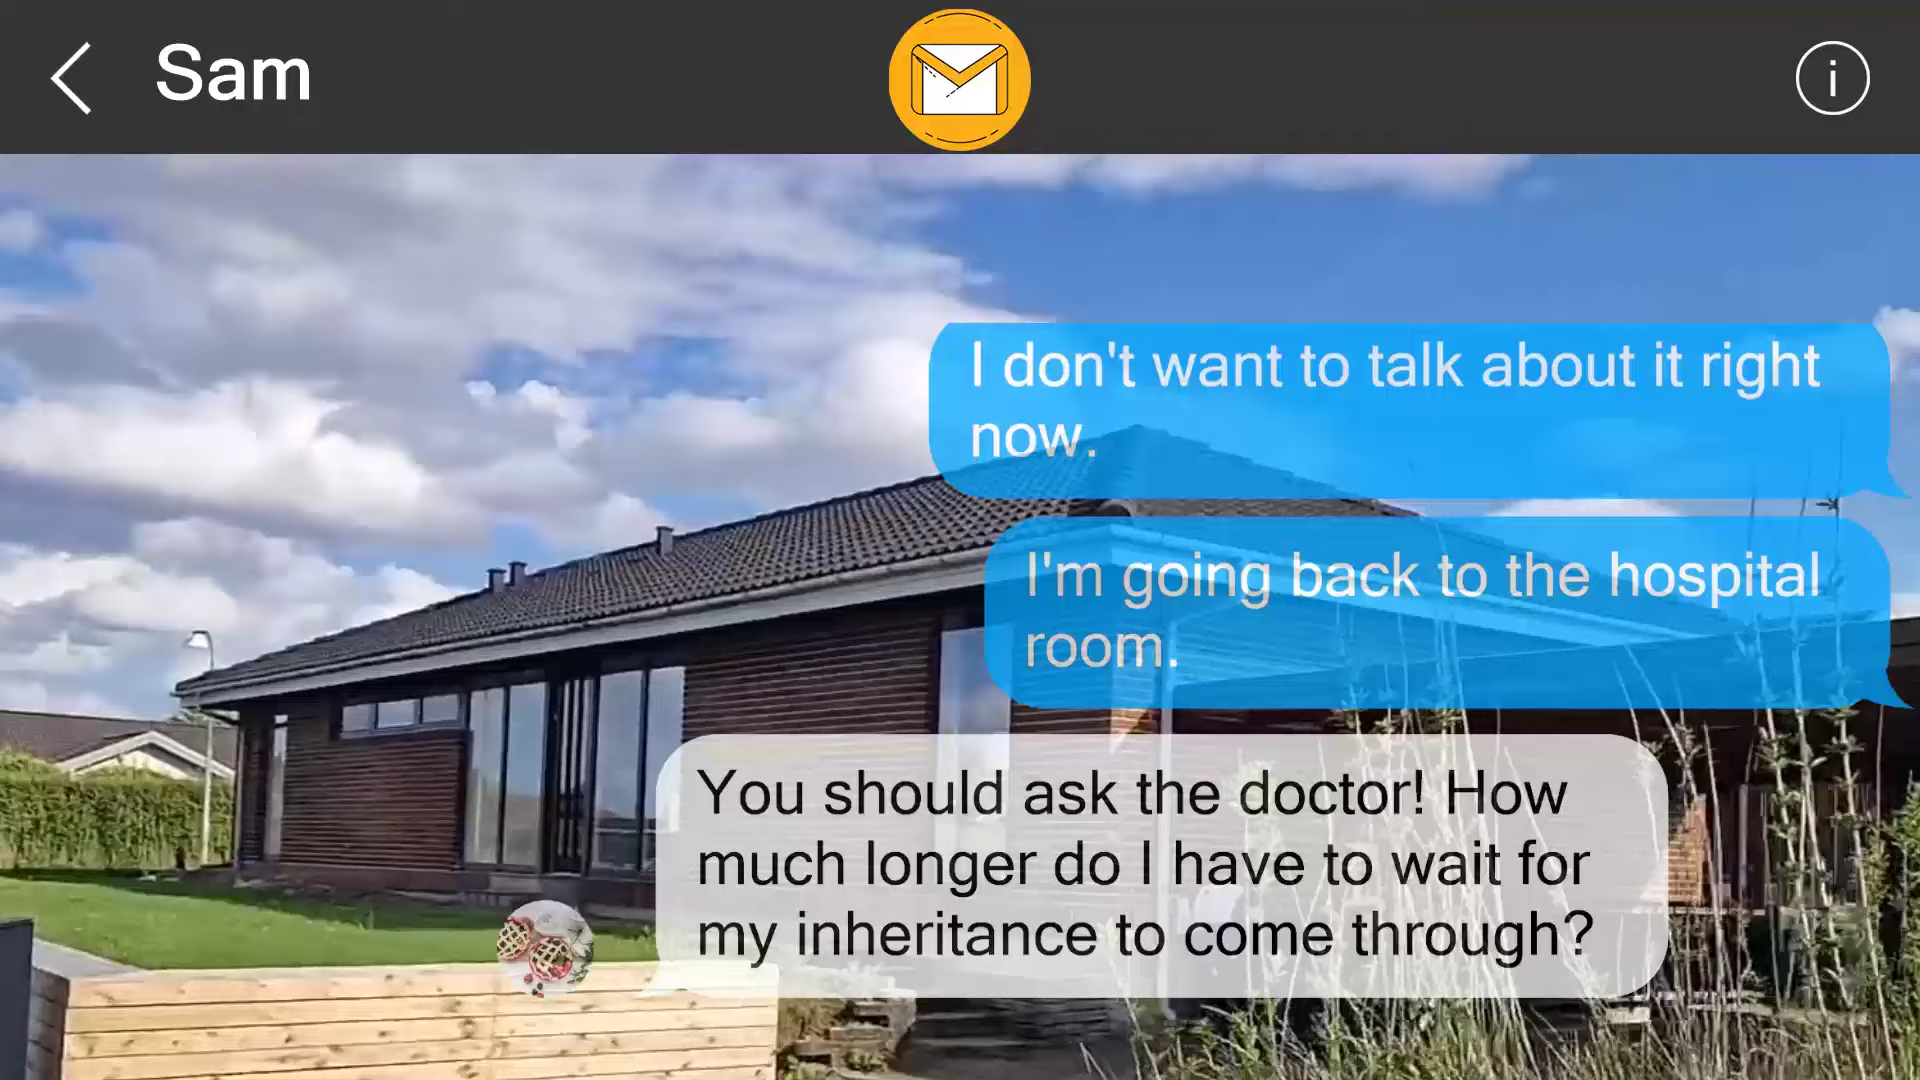 Sam
i
I don't want to talk about it right
now.
I'm going back to the hospital
room.
You should ask the doctor! How
much longer do I have to wait for
my inheritance to come through?